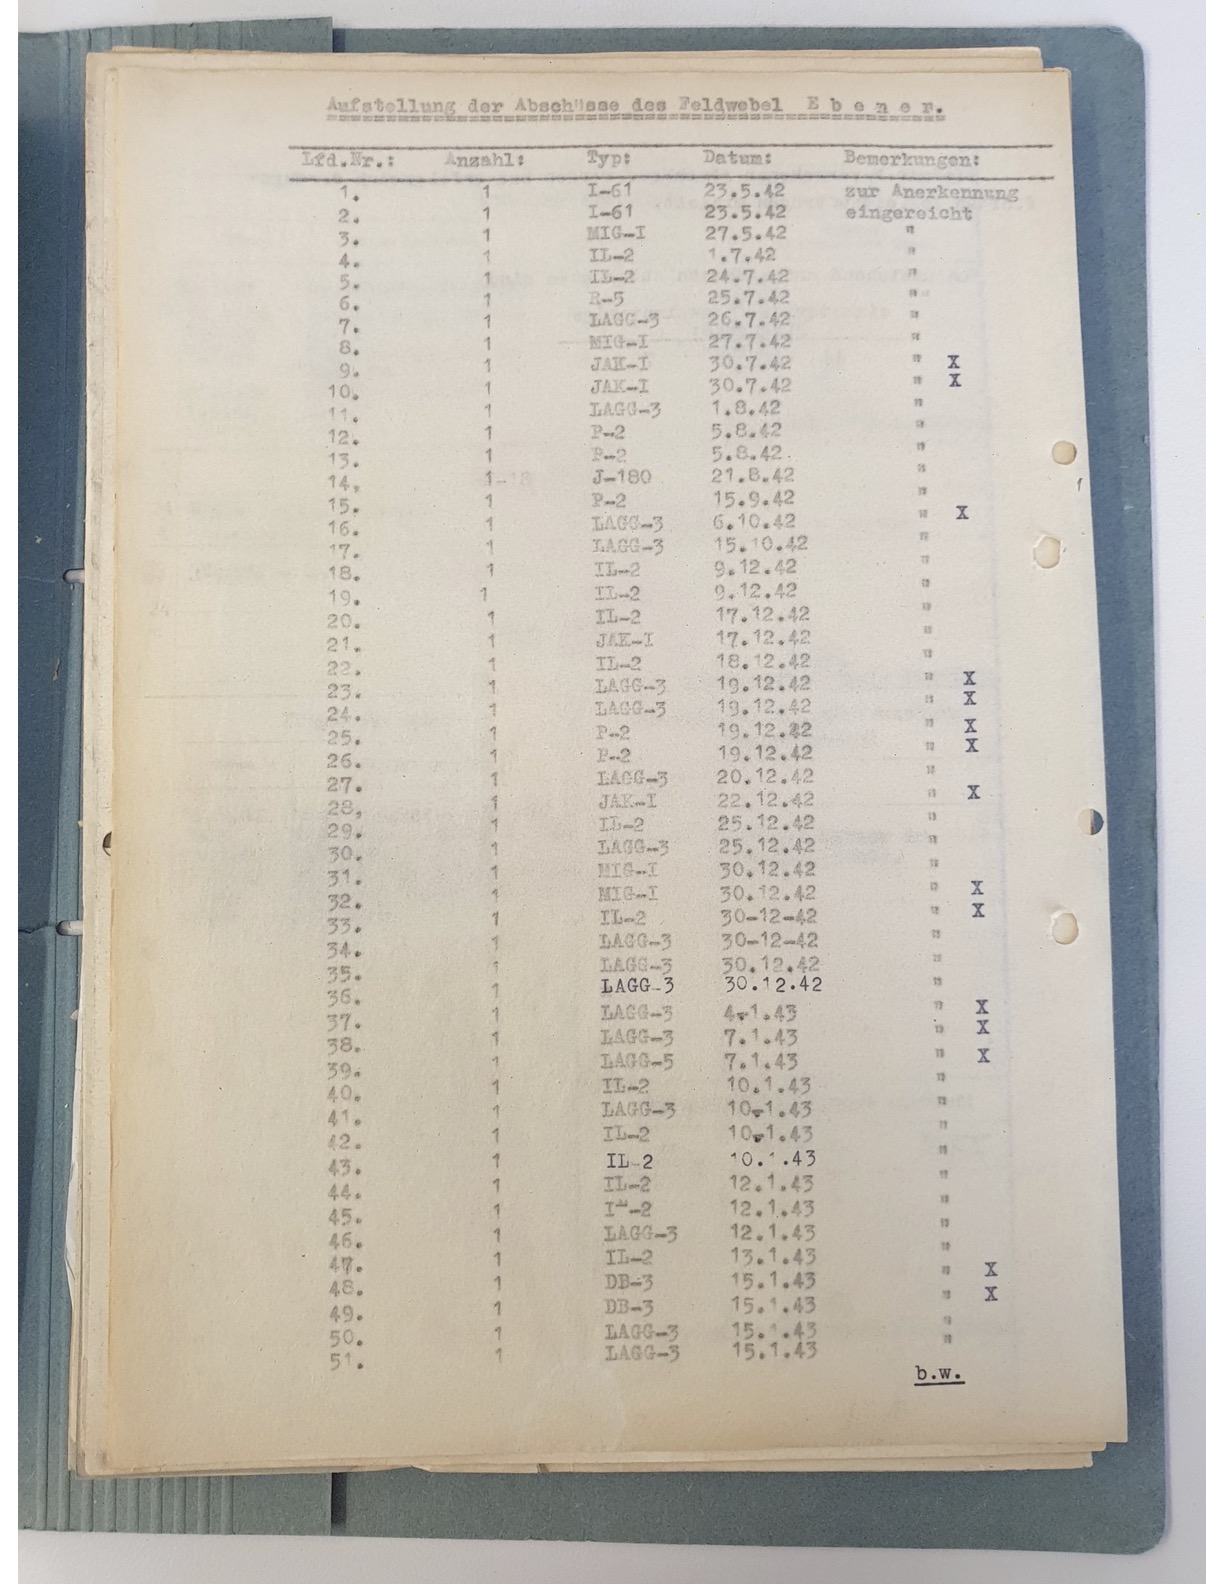 Aufstellung der Abschüsse des Feldwebel E b e n e r.
Lfd.Nr.: Anzahl: Typ: Datum: Bemerkungen:
1. 1 I-61 23.5.42 zur Anerkennung
2. 1 I-61 23.5.42 eingereicht
3. 1 MIG-I 27.5.42 "
4. 1 IL-2 1.7.42 "
5. 1 IL-2 24.7.42 "
6. 1 R-5 25.7.42 "
7. 1 LAGG-3 26.7.42 "
8. 1 MIG-I 27.7.42 "
9. 1 JAK-I 30.7.42 " X
10. 1 JAK-I 30.7.42 " X
11. 1 LAGG-3 1.8.42 "
12. 1 P-2 5.8.42 "
13. 1 P-2 5.8.42. "
14. 1 J-180 21.8.42 "
15. 1 P-2 15.9.42 "
16. 1 LAGG-3 6.10.42 " X
17. 1 LAGG-3 15.10.42 "
18. 1 IL-2 9.12.42 "
19. 1 IL-2 9.12.42 "
20. 1 IL-2 17.12.42 "
21. 1 JAK-I 17.12.42 "
22. 1 IL-2 18.12.42 "
23. 1 LAGG-3 19.12.42 " X
24. 1 LAGG-3 19.12.42 " X
25. 1 P-2 19.12.42 " X
26. 1 P-2 19.12.42 " X
27. 1 LAGG-3 20.12.42 "
28, 1 JAK-I 22.12.42 " X
29. 1 IL-2 25.12.42 "
30. 1 LAGG-3 25.12.42 "
31. 1 MIG-I 30.12.42 "
32. 1 MIG-I 30.12.42 " X
33. 1 IL-2 30-12-42 " X
34. 1 LAGG-3 30-12-42 "
35. 1 LAGG-3 30.12.42 "
36. 1 LAGG-3 30.12.42 "
37. 1 LAGG-3 4.1.43 " X
38. 1 LAGG-3 7.1.43 " X
39. 1 LAGG-5 7.1.43 " X
40. 1 IL-2 10.1.43 "
41. 1 LAGG-3 10.1.43 "
42. 1 IL-2 10.1.43 "
43. 1 IL-2 10.1.43 "
44. 1 IL-2 12.1.43 "
45. 1 IL-2 12.1.43 "
46. 1 LAGG-3 12.1.43 "
47. 1 IL-2 13.1.43 "
48. 1 DB-3 15.1.43 " X
49. 1 DB-3 15.1.43 " X
50. 1 LAGG-3 15.1.43 "
51. 1 LAGG-3 15.1.43 "
b.w.